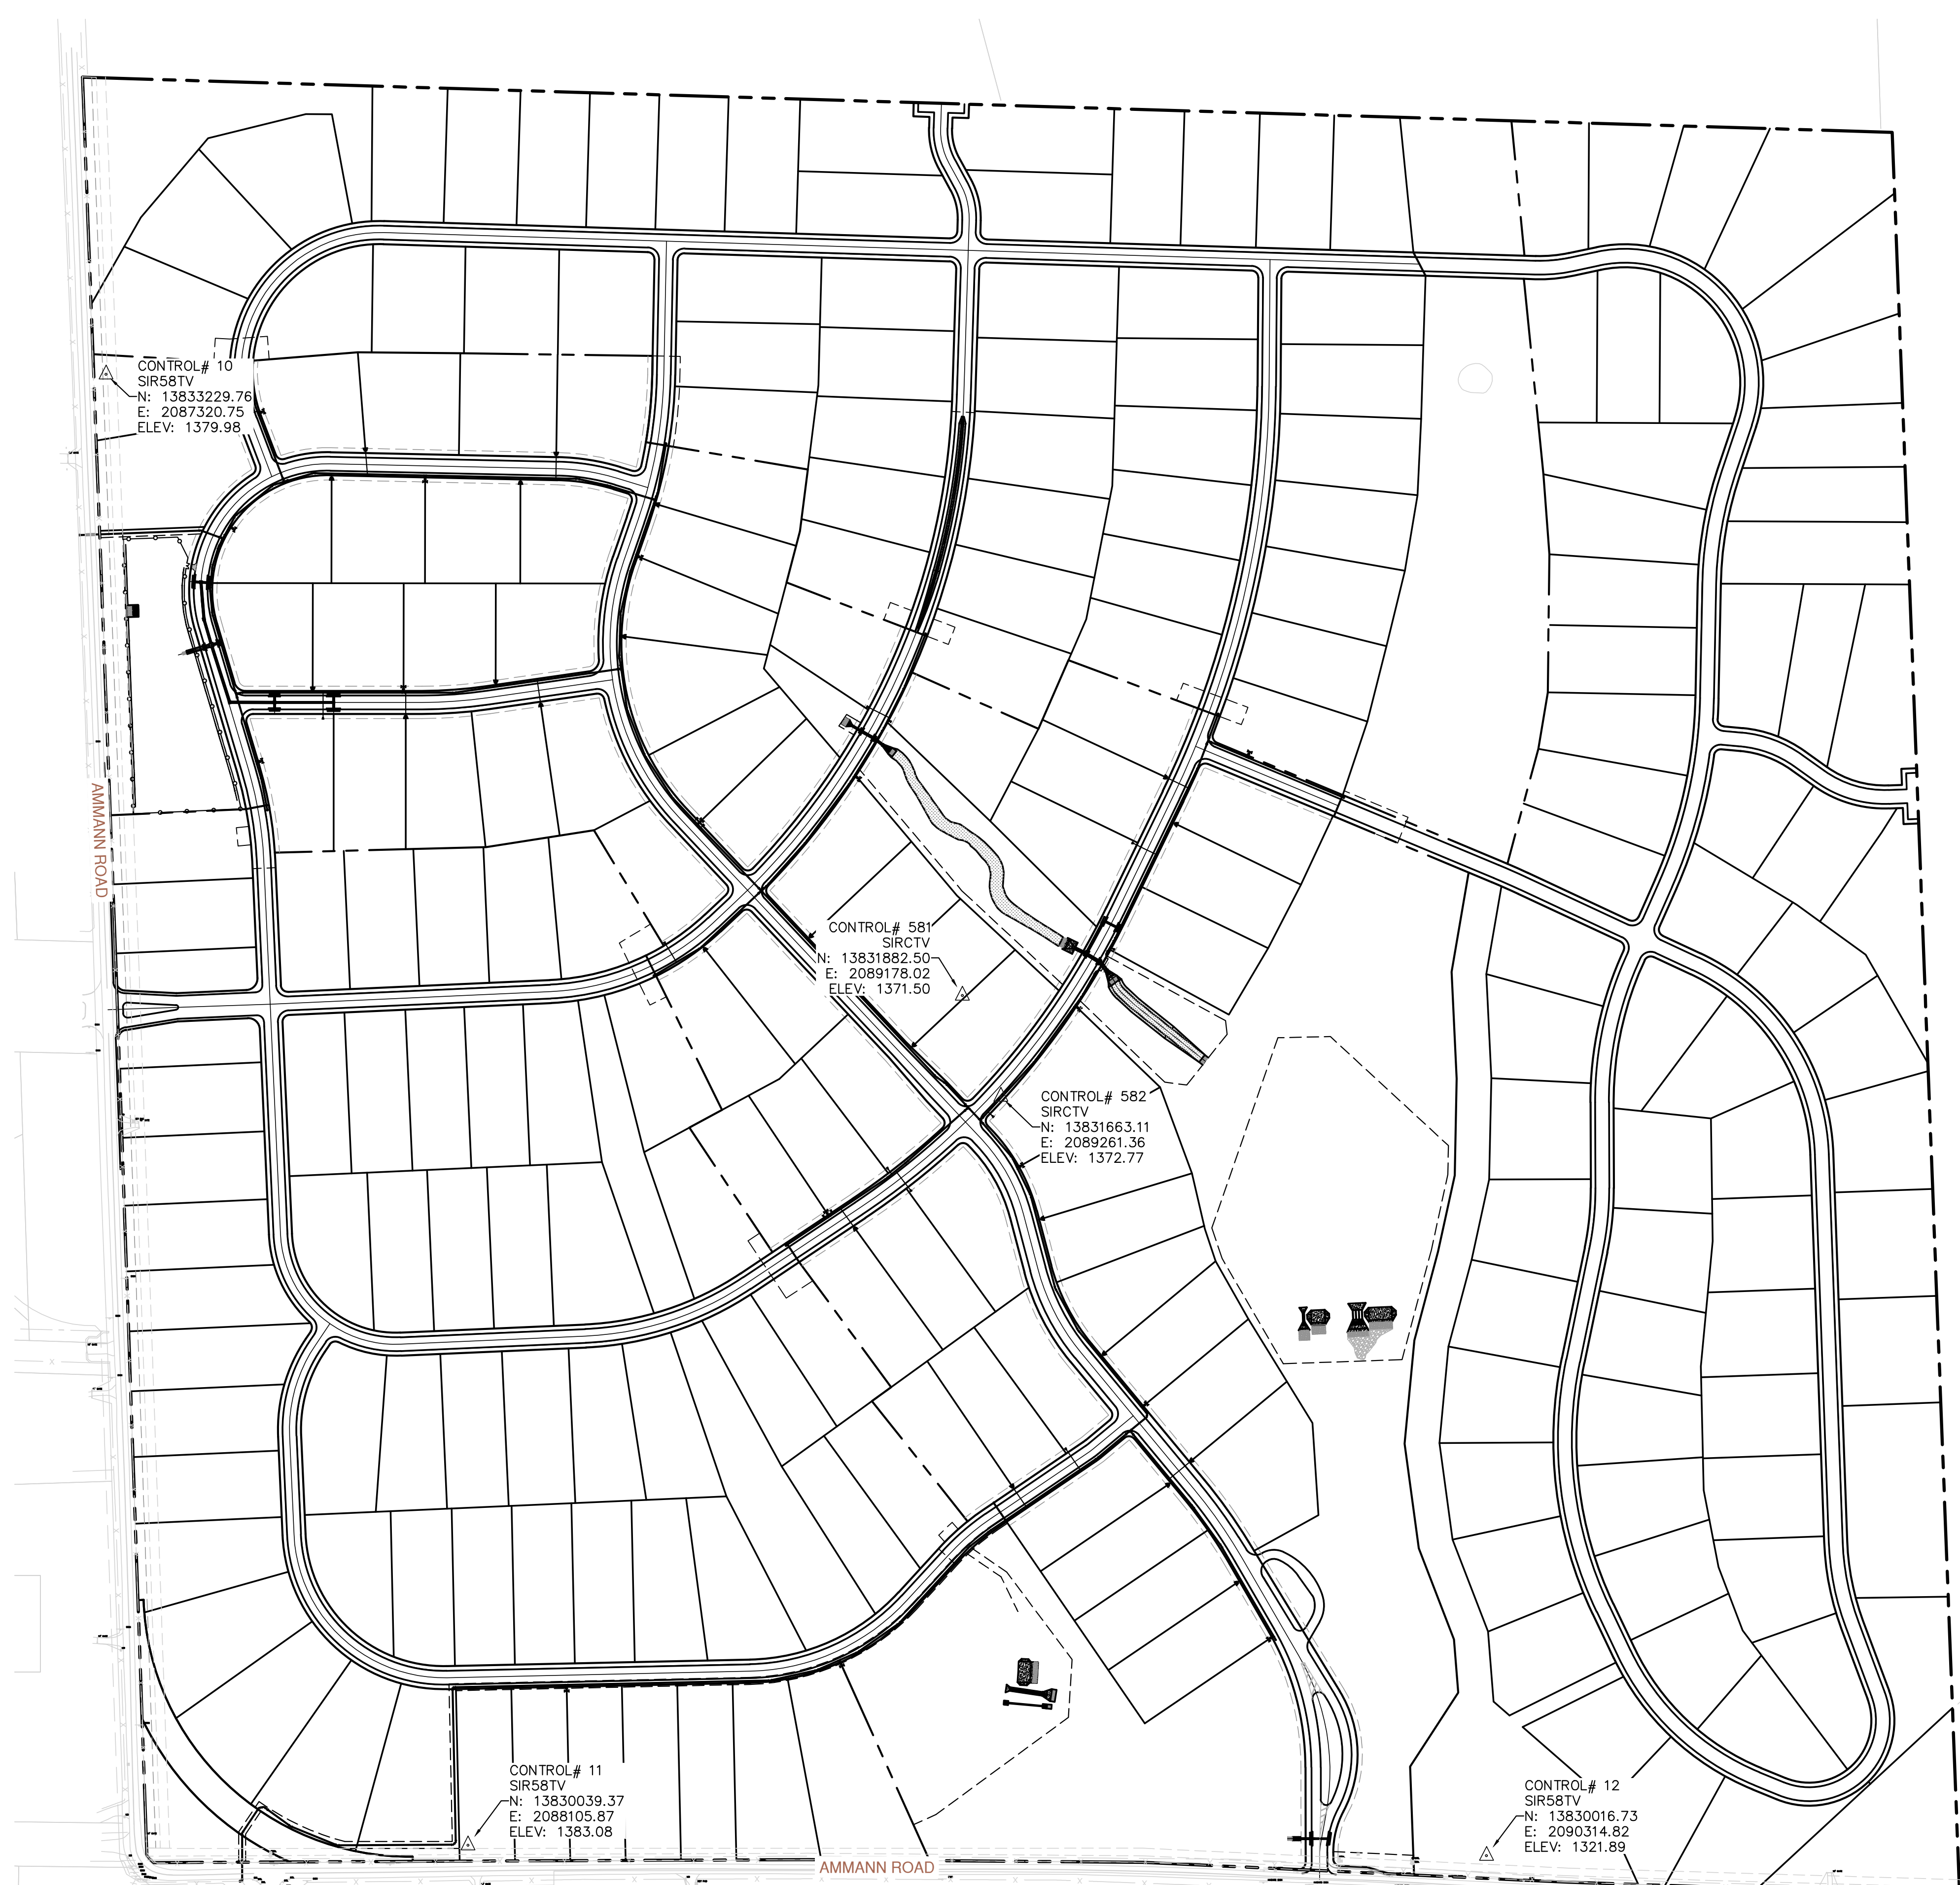 CONTROL# 10
SIR58TV
N: 13833229.76
E: 2087320.75
ELEV: 1379.98
AMMANN ROAD
CONTROL# 581
SIRCTV
N: 13831882.50
E: 2089178.02
ELEV: 1371.50
CONTROL# 582
SIRCTV
N: 13831663.11
E: 2089261.36
ELEV: 1372.77
CONTROL# 11
SIR58TV
N: 13830039.37
E: 2088105.87
ELEV: 1383.08
CONTROL# 12
SIR58TV
N: 13830016.73
E: 2090314.82
ELEV: 1321.89
AMMANN ROAD